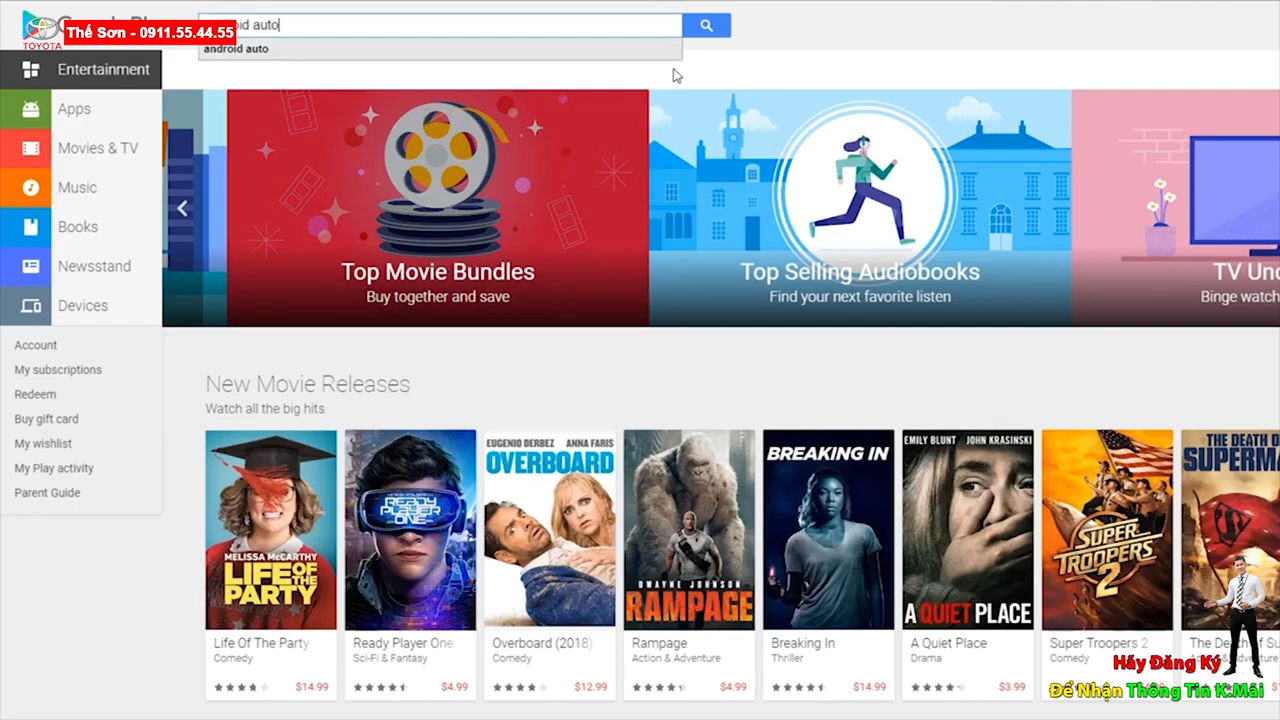 TOYOTA
Thế Sơn - 0911.55.44.55
oid auto
android auto
Entertainment
Apps
Movies & TV
Music
Books
Newsstand
Devices
Account
My subscriptions
Redeem
Buy gift card
My wishlist
My Play activity
Parent Guide
Top Movie Bundles
Buy together and save
Top Selling Audiobooks
Find your next favorite listen
TV Unc
Binge watch
New Movie Releases
Watch all the big hits
MELISSA McCARTHY
LIFE OF THE
PARTY
Life Of The Party
Comedy
$14.99
READY
PLAYER
ONE
Ready Player One
Sci-Fi & Fantasy
$4.99
EUGENIO DERBEZ ANNA FARIS
OVERBOARD
Overboard (2018)
Comedy
$12.99
DWAYNE JOHNSON
RAMPAGE
Rampage
Action & Adventure
$4.99
BREAKING IN
Breaking In
Thriller
$14.99
EMILY BLUNT JOHN KRASINSKI
A QUIET PLACE
A Quiet Place
Drama
$3.99
SUPER
TROOPERS
2
Super Troopers 2
Comedy
THE DEATH OF
SUPERMA
The Death of Su
Action & Adv
Hãy Đăng Ký
Để Nhận Thông Tin K.Mãi